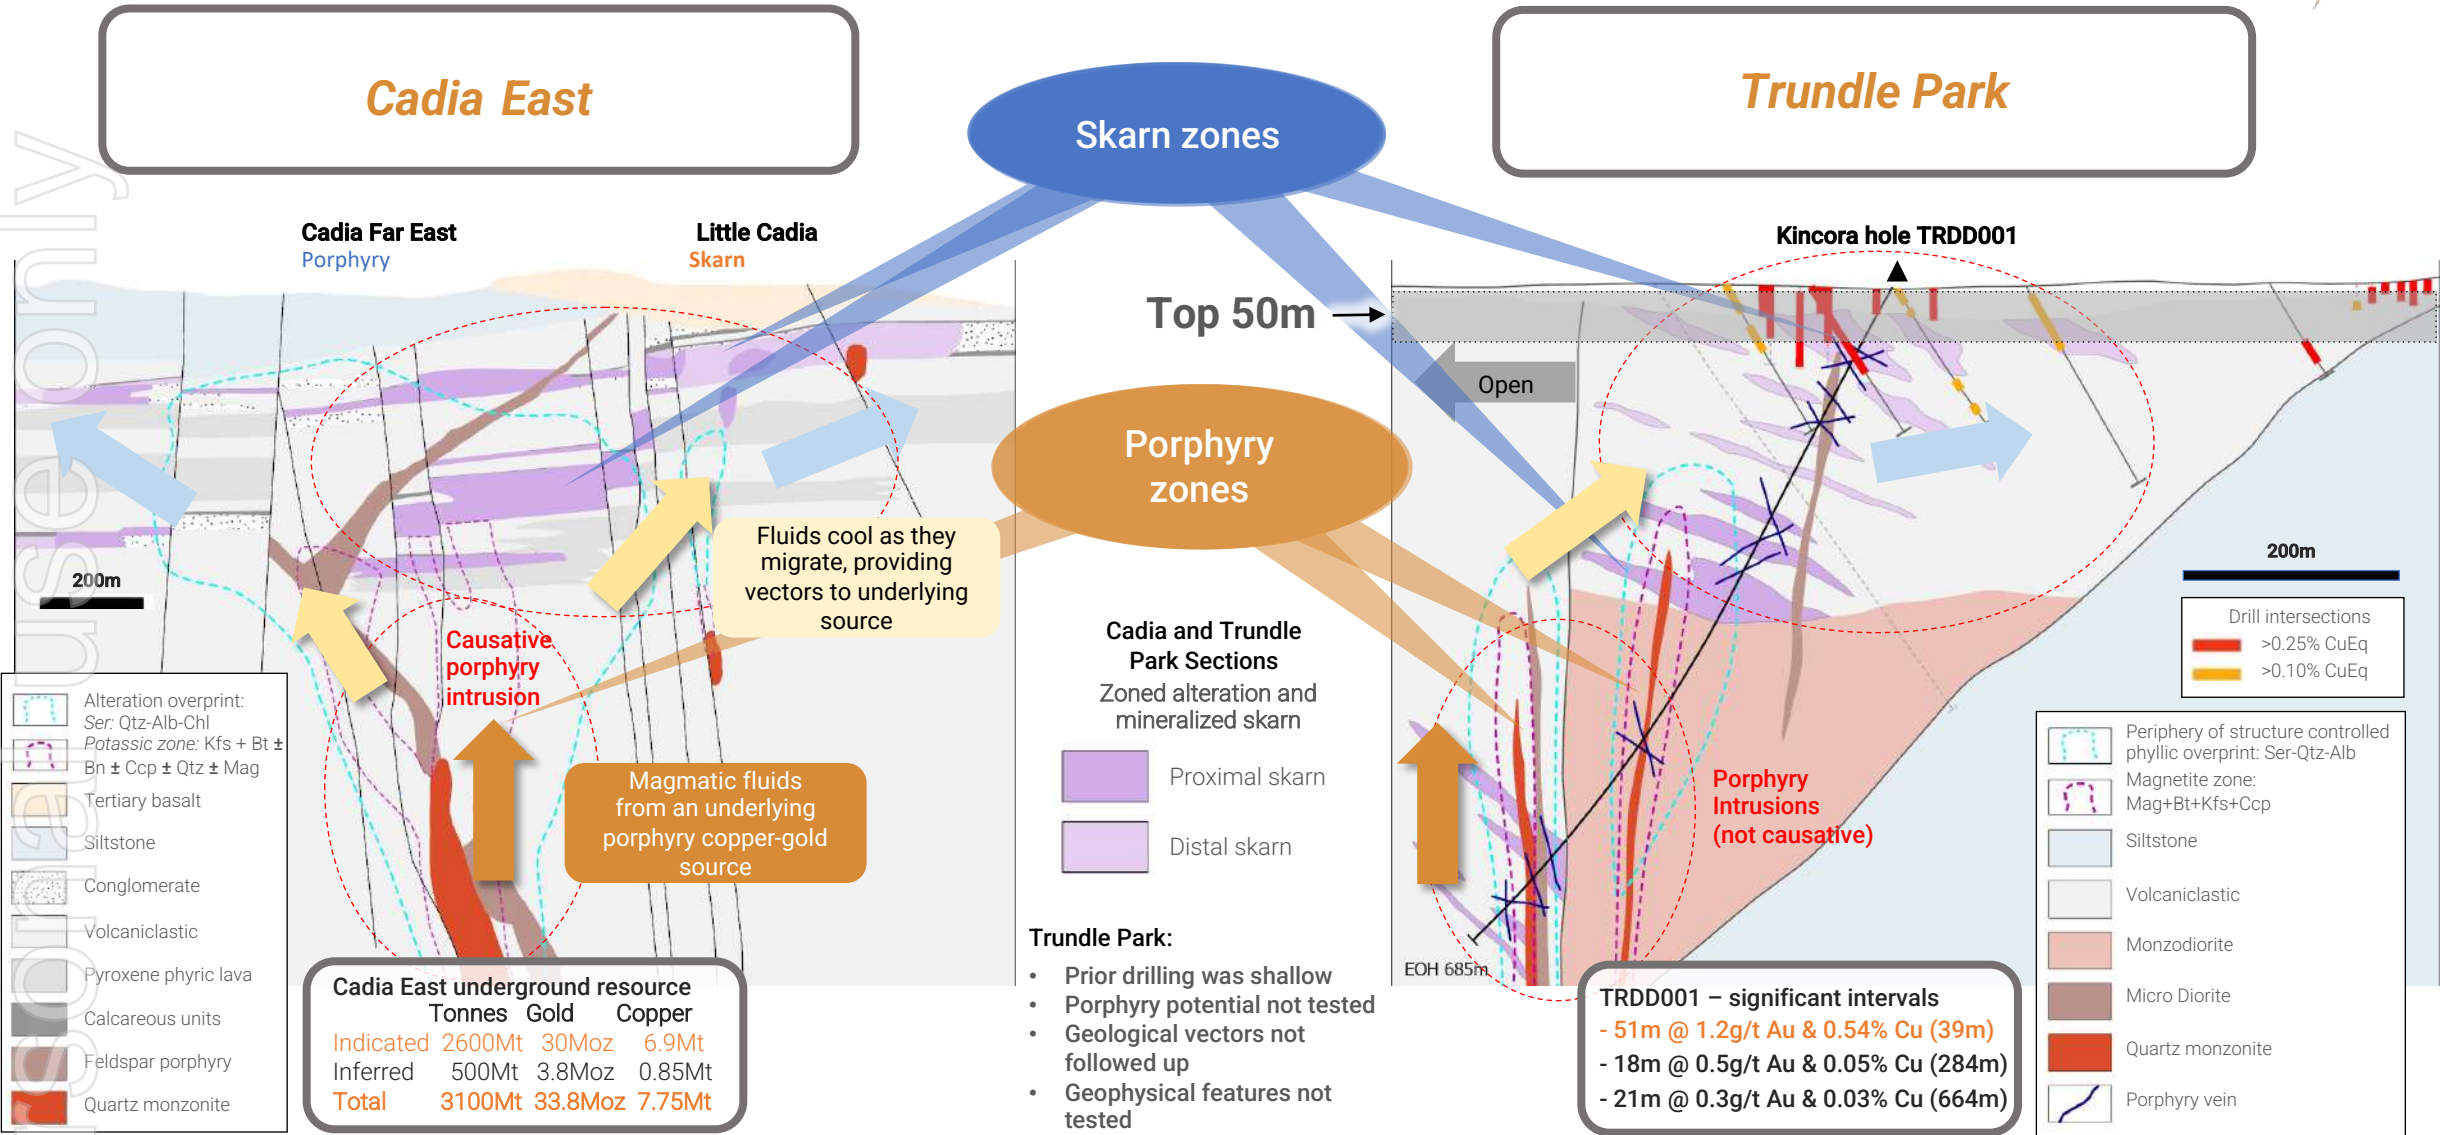 Cadia East
Skarn zones
Trundle Park
Cadia Far East
Porphyry
Little Cadia
Skarn
Kincora hole TRDD001
Top 50m
Open
Porphyry
zones
200m
Fluids cool as they
migrate, providing
vectors to underlying
source
Causative
porphyry
intrusion
Magmatic fluids
from an underlying
porphyry copper-gold
source
Alteration overprint:
Ser: Qtz-Alb-Chl
Potassic zone: Kfs + Bt ±
Bn ± Ccp ± Qtz ± Mag
Tertiary basalt
Siltstone
Conglomerate
Volcaniclastic
Pyroxene phyric lava
Calcareous units
Feldspar porphyry
Quartz monzonite
Cadia East underground resource
Tonnes Gold Copper
Indicated 2600Mt 30Moz 6.9Mt
Inferred 500Mt 3.8Moz 0.85Mt
Total 3100Mt 33.8Moz 7.75Mt
Cadia and Trundle
Park Sections
Zoned alteration and
mineralized skarn
Proximal skarn
Distal skarn
Trundle Park:
• Prior drilling was shallow
• Porphyry potential not tested
• Geological vectors not
followed up
• Geophysical features not
tested
200m
Drill intersections
>0.25% CuEq
>0.10% CuEq
Porphyry
Intrusions
(not causative)
EOH 685m
TRDD001 – significant intervals
- 51m @ 1.2g/t Au & 0.54% Cu (39m)
- 18m @ 0.5g/t Au & 0.05% Cu (284m)
- 21m @ 0.3g/t Au & 0.03% Cu (664m)
Periphery of structure controlled
phyllic overprint: Ser-Qtz-Alb
Magnetite zone:
Mag+Bt+Kfs+Ccp
Siltstone
Volcaniclastic
Monzodiorite
Micro Diorite
Quartz monzonite
Porphyry vein
rsonal use only